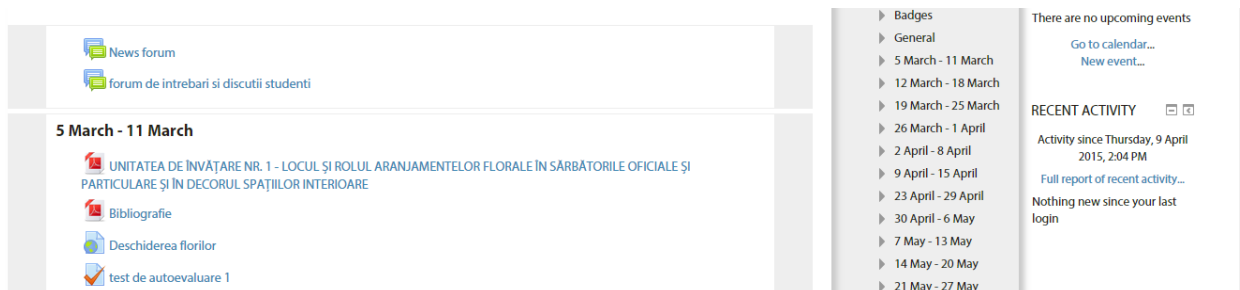 News forum
forum de intrebari si discutii studenti
5 March - 11 March
UNITATEA DE ÎNVĂȚARE NR. 1 - LOCUL ȘI ROLUL ARANJAMENTELOR FLORALE ÎN SĂRBĂTORILE OFICIALE ȘI
PARTICULARE ȘI ÎN DECORUL SPAȚIILOR INTERIOARE
Bibliografie
Deschiderea florilor
test de autoevaluare 1
Badges
General
5 March - 11 March
12 March - 18 March
19 March - 25 March
26 March - 1 April
2 April - 8 April
9 April - 15 April
23 April - 29 April
30 April - 6 May
7 May - 13 May
14 May - 20 May
21 May - 27 May
There are no upcoming events
Go to calendar...
New event...
RECENT ACTIVITY
Activity since Thursday, 9 April
2015, 2:04 PM
Full report of recent activity...
Nothing new since your last
login